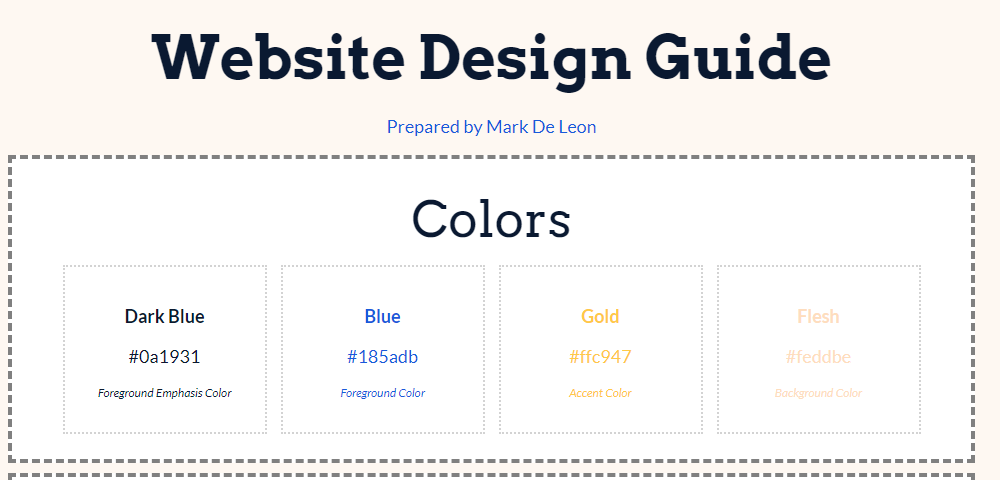 Website Design Guide
Prepared by Mark De Leon
Colors
Dark Blue
#0a1931
Foreground Emphasis Color
Blue
#185adb
Foreground Color
Gold
#ffc947
Accent Color
Flesh
#feddbe
Background Color